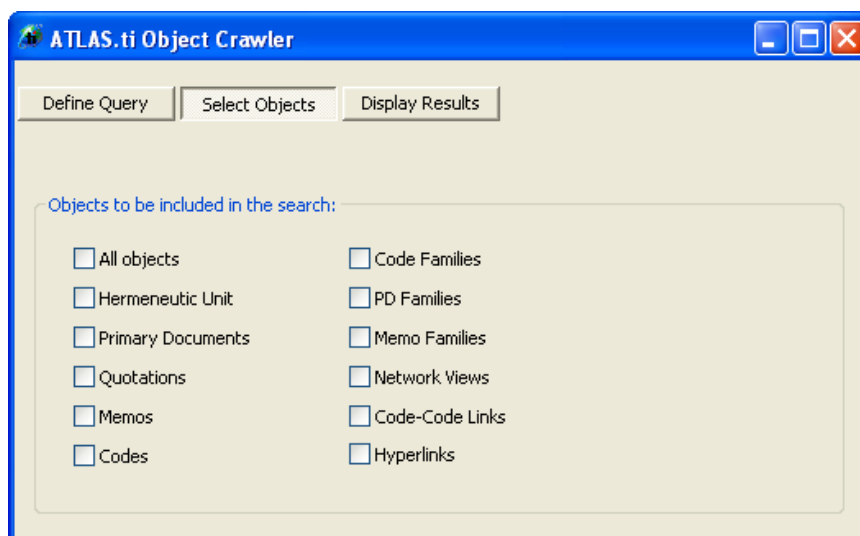 ATLAS.ti Object Crawler
Define Query
Select Objects
Display Results
Objects to be included in the search:
All objects
Hermeneutic Unit
Primary Documents
Quotations
Memos
Codes
Code Families
PD Families
Memo Families
Network Views
Code-Code Links
Hyperlinks